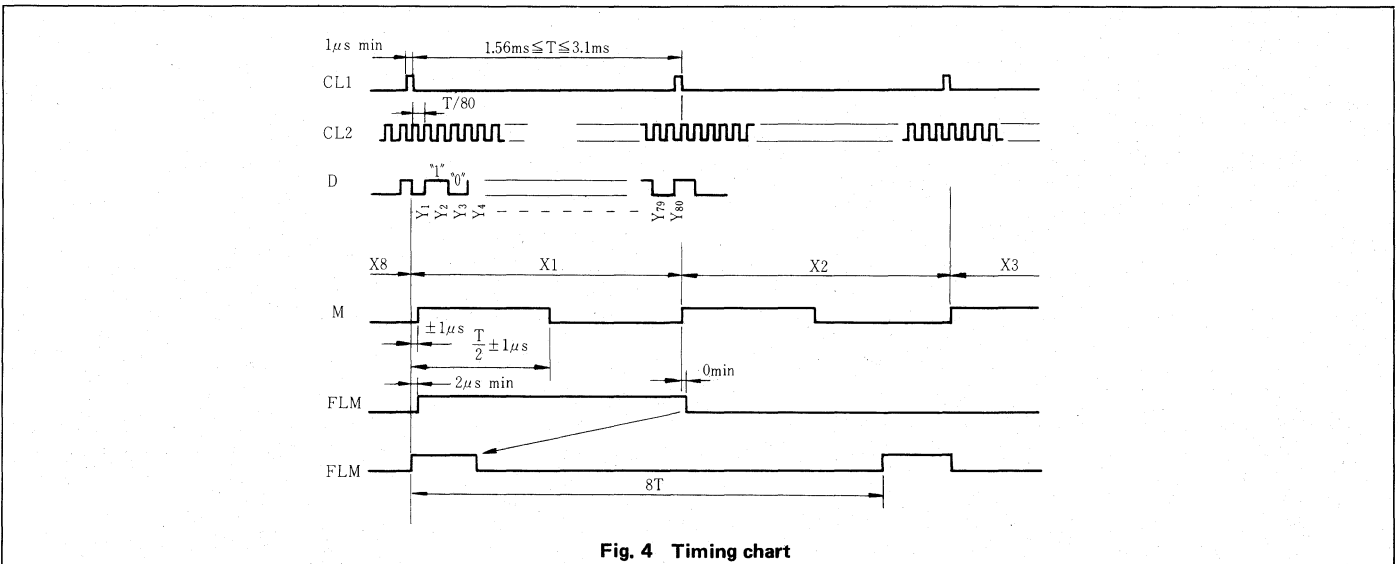 1μs min
1.56ms≦T≦3.1ms
CL1
T/80
CL2
D
"1"
"0"
Y1 Y2 Y3 Y4 Y79 Y80
X8 X1 X2 X3
M
±1μs
T/2 ±1μs
0min
2μs min
FLM
FLM
8T
Fig. 4 Timing chart